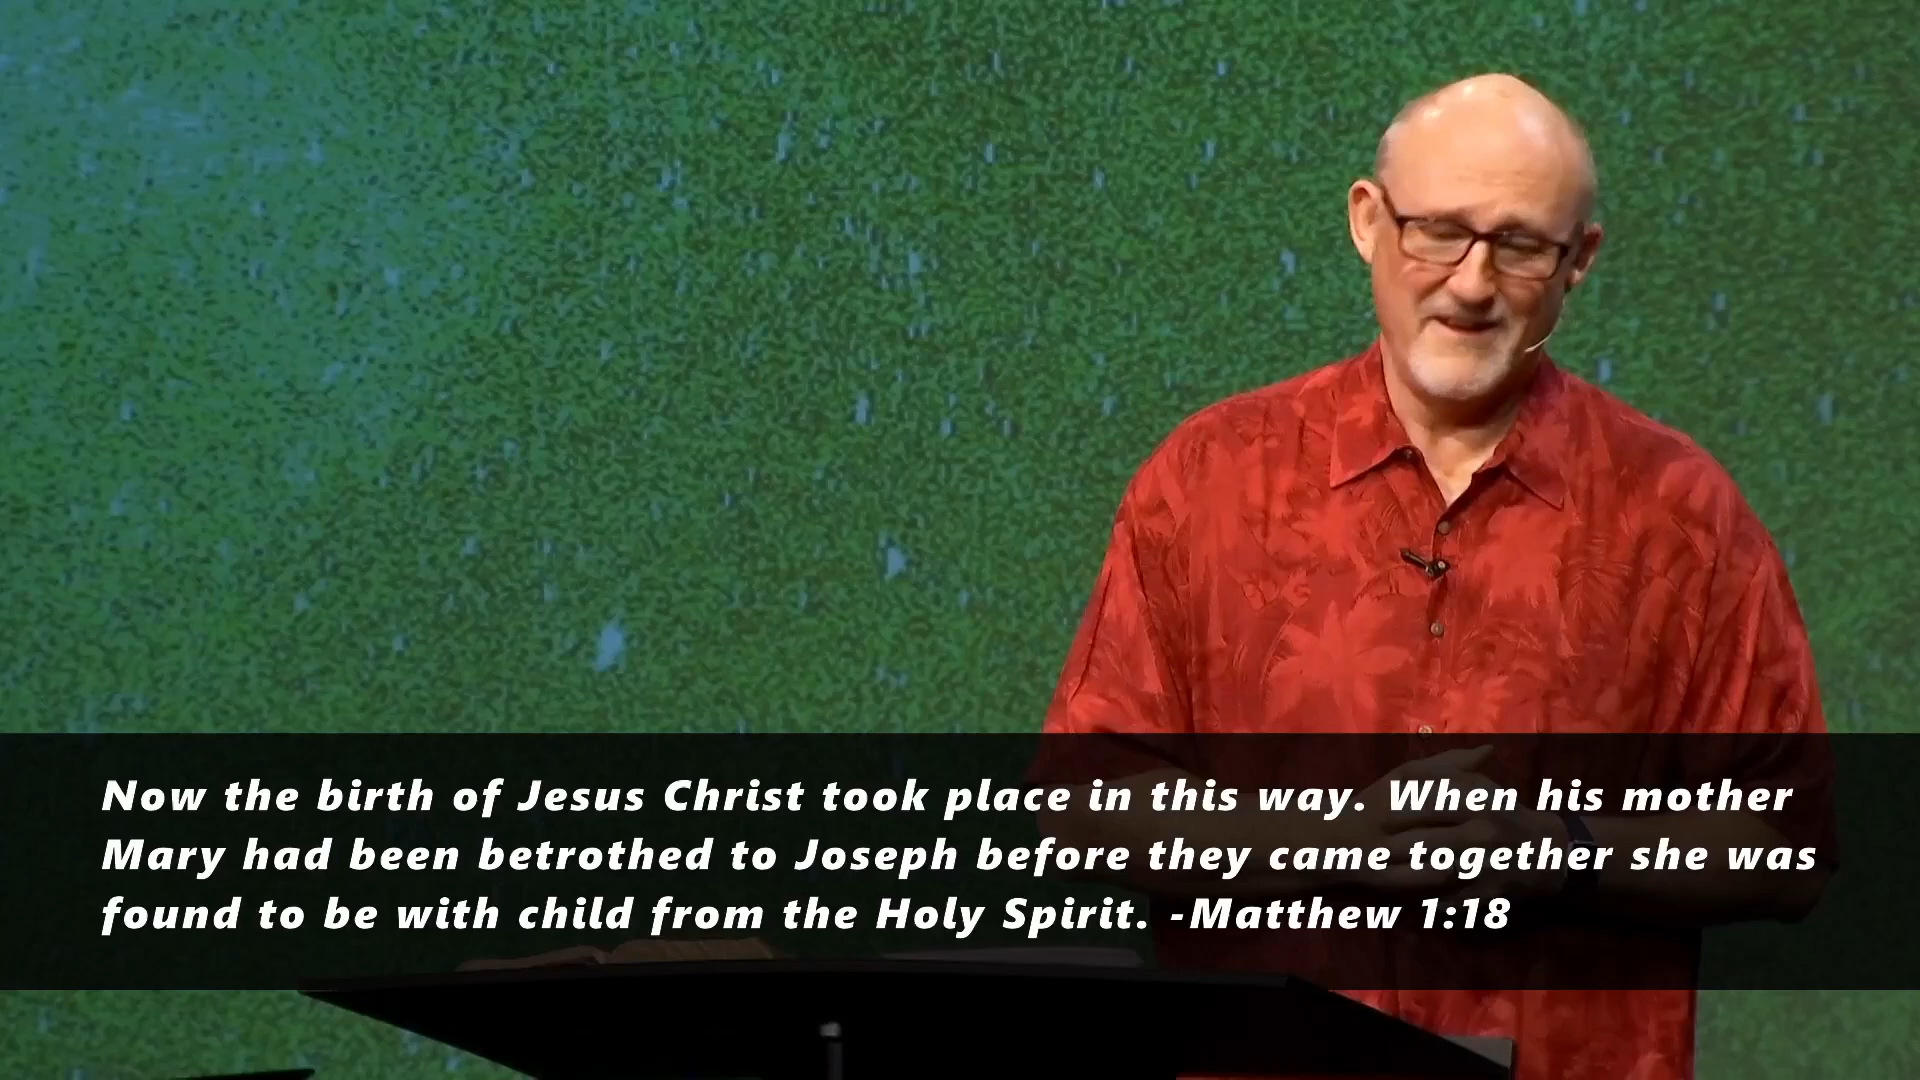 Now the birth of Jesus Christ took place in this way. When his mother
Mary had been betrothed to Joseph before they came together she was
found to be with child from the Holy Spirit. -Matthew 1:18